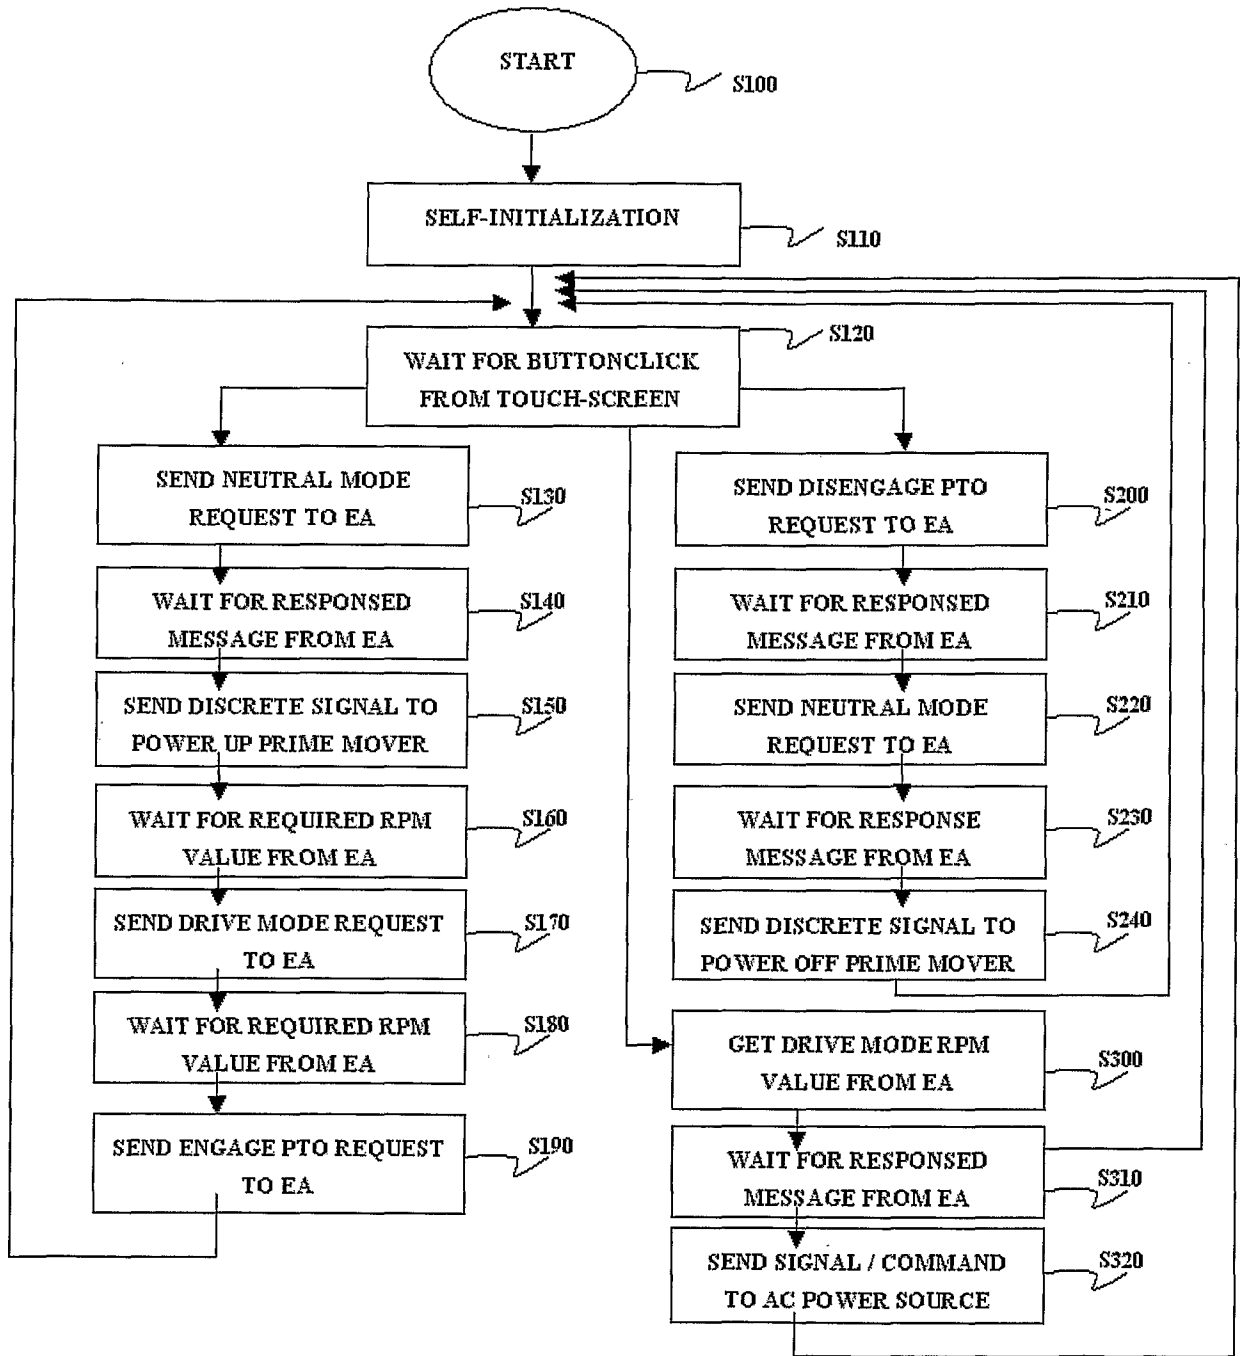 START
S100
SELF-INITIALIZATION
S110
S120
WAIT FOR BUTTONCLICK
FROM TOUCH-SCREEN
SEND NEUTRAL MODE
REQUEST TO EA
S130
WAIT FOR RESPONSED
MESSAGE FROM EA
S140
SEND DISCRETE SIGNAL TO
POWER UP PRIME MOVER
S150
WAIT FOR REQUIRED RPM
VALUE FROM EA
S160
SEND DRIVE MODE REQUEST
TO EA
S170
WAIT FOR REQUIRED RPM
VALUE FROM EA
S180
SEND ENGAGE PTO REQUEST
TO EA
S190
SEND DISENGAGE PTO
REQUEST TO EA
S200
WAIT FOR RESPONSED
MESSAGE FROM EA
S210
SEND NEUTRAL MODE
REQUEST TO EA
S220
WAIT FOR RESPONSE
MESSAGE FROM EA
S230
SEND DISCRETE SIGNAL TO
POWER OFF PRIME MOVER
S240
GET DRIVE MODE RPM
VALUE FROM EA
S300
WAIT FOR RESPONSED
MESSAGE FROM EA
S310
SEND SIGNAL / COMMAND
TO AC POWER SOURCE
S320